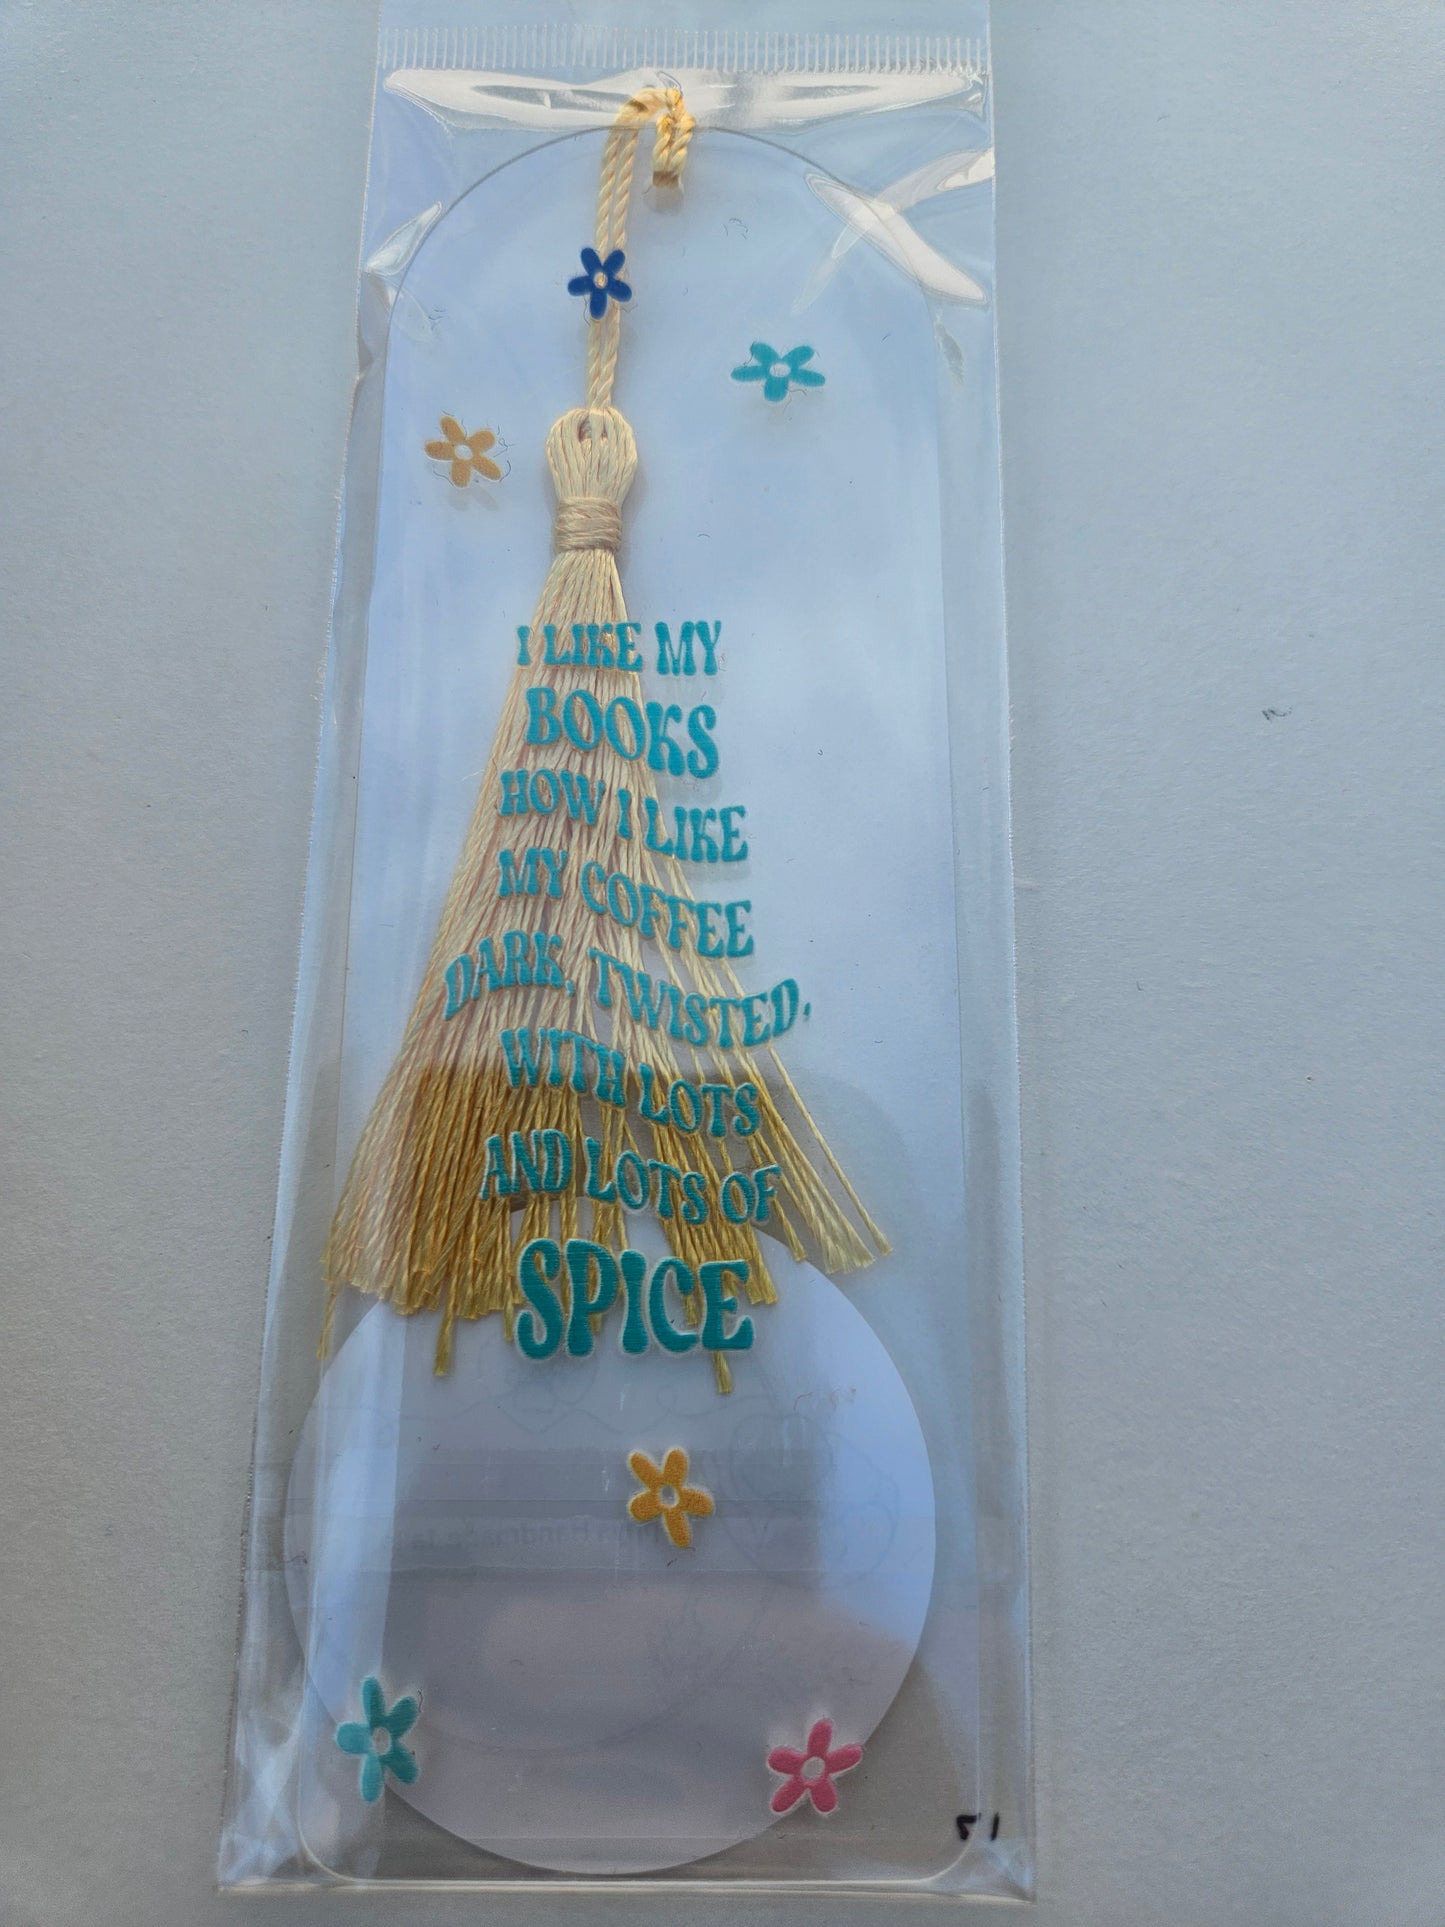 I LIKE MY
BOOKS
HOW I LIKE
MY COFFEE
DARK, TWISTED,
WITH LOTS
AND LOTS OF
SPICE